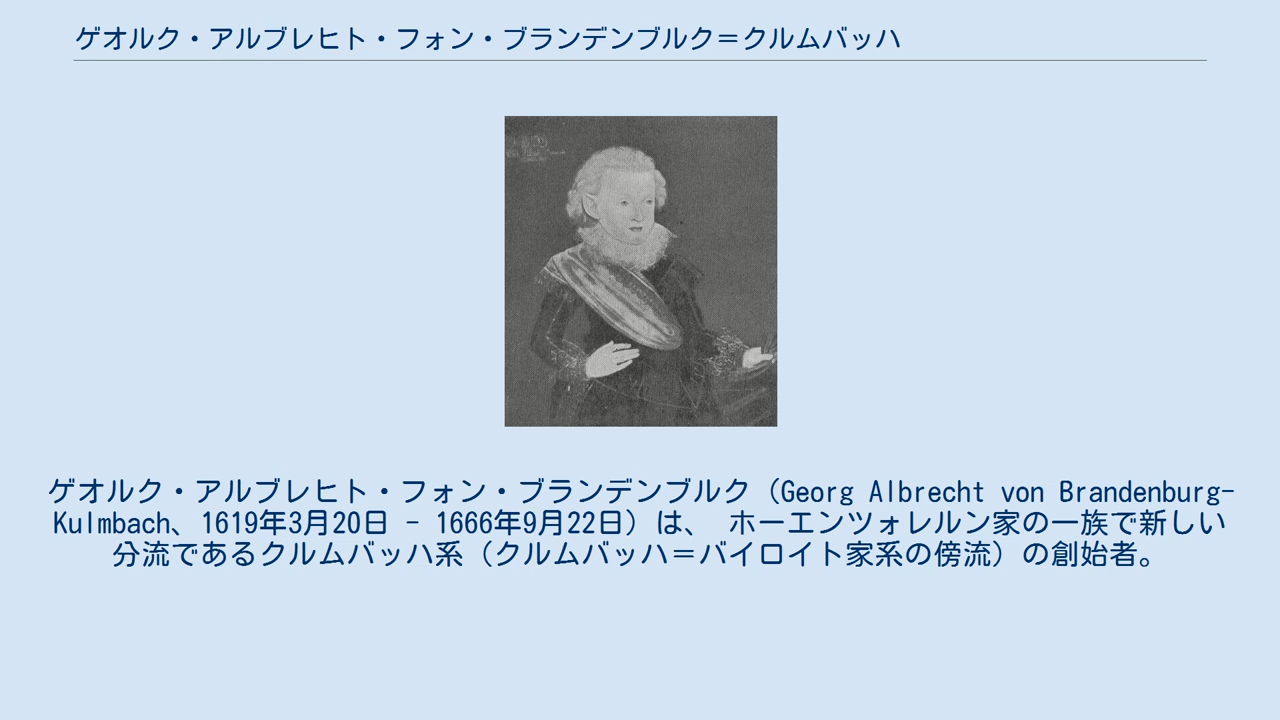 ゲオルク・アルブレヒト・フォン・ブランデンブルク＝クルムバッハ
ゲオルク・アルブレヒト・フォン・ブランデンブルク（Georg Albrecht von Brandenburg-
Kulmbach、1619年3月20日 - 1666年9月22日）は、 ホーエンツォレルン家の一族で新しい
分流であるクルムバッハ系（クルムバッハ＝バイロイト家系の傍流）の創始者。